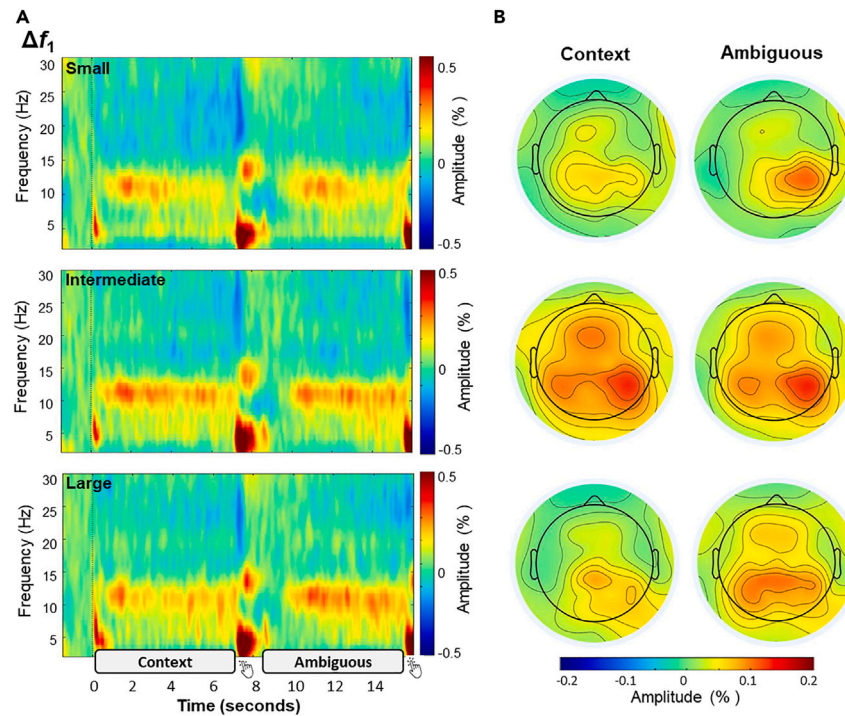 A
Δf1
Small
30
25
20
15
10
5
Frequency (Hz)
0.5
0
-0.5
Amplitude (%)
Intermediate
30
25
20
15
10
5
Frequency (Hz)
0.5
0
-0.5
Amplitude (%)
Large
30
25
20
15
10
5
Frequency (Hz)
0.5
0
-0.5
Amplitude (%)
Context
Ambiguous
0 2 4 6 8 10 12 14
Time (seconds)
B
Context Ambiguous
-0.2 -0.1 0 0.1 0.2
Amplitude (%)